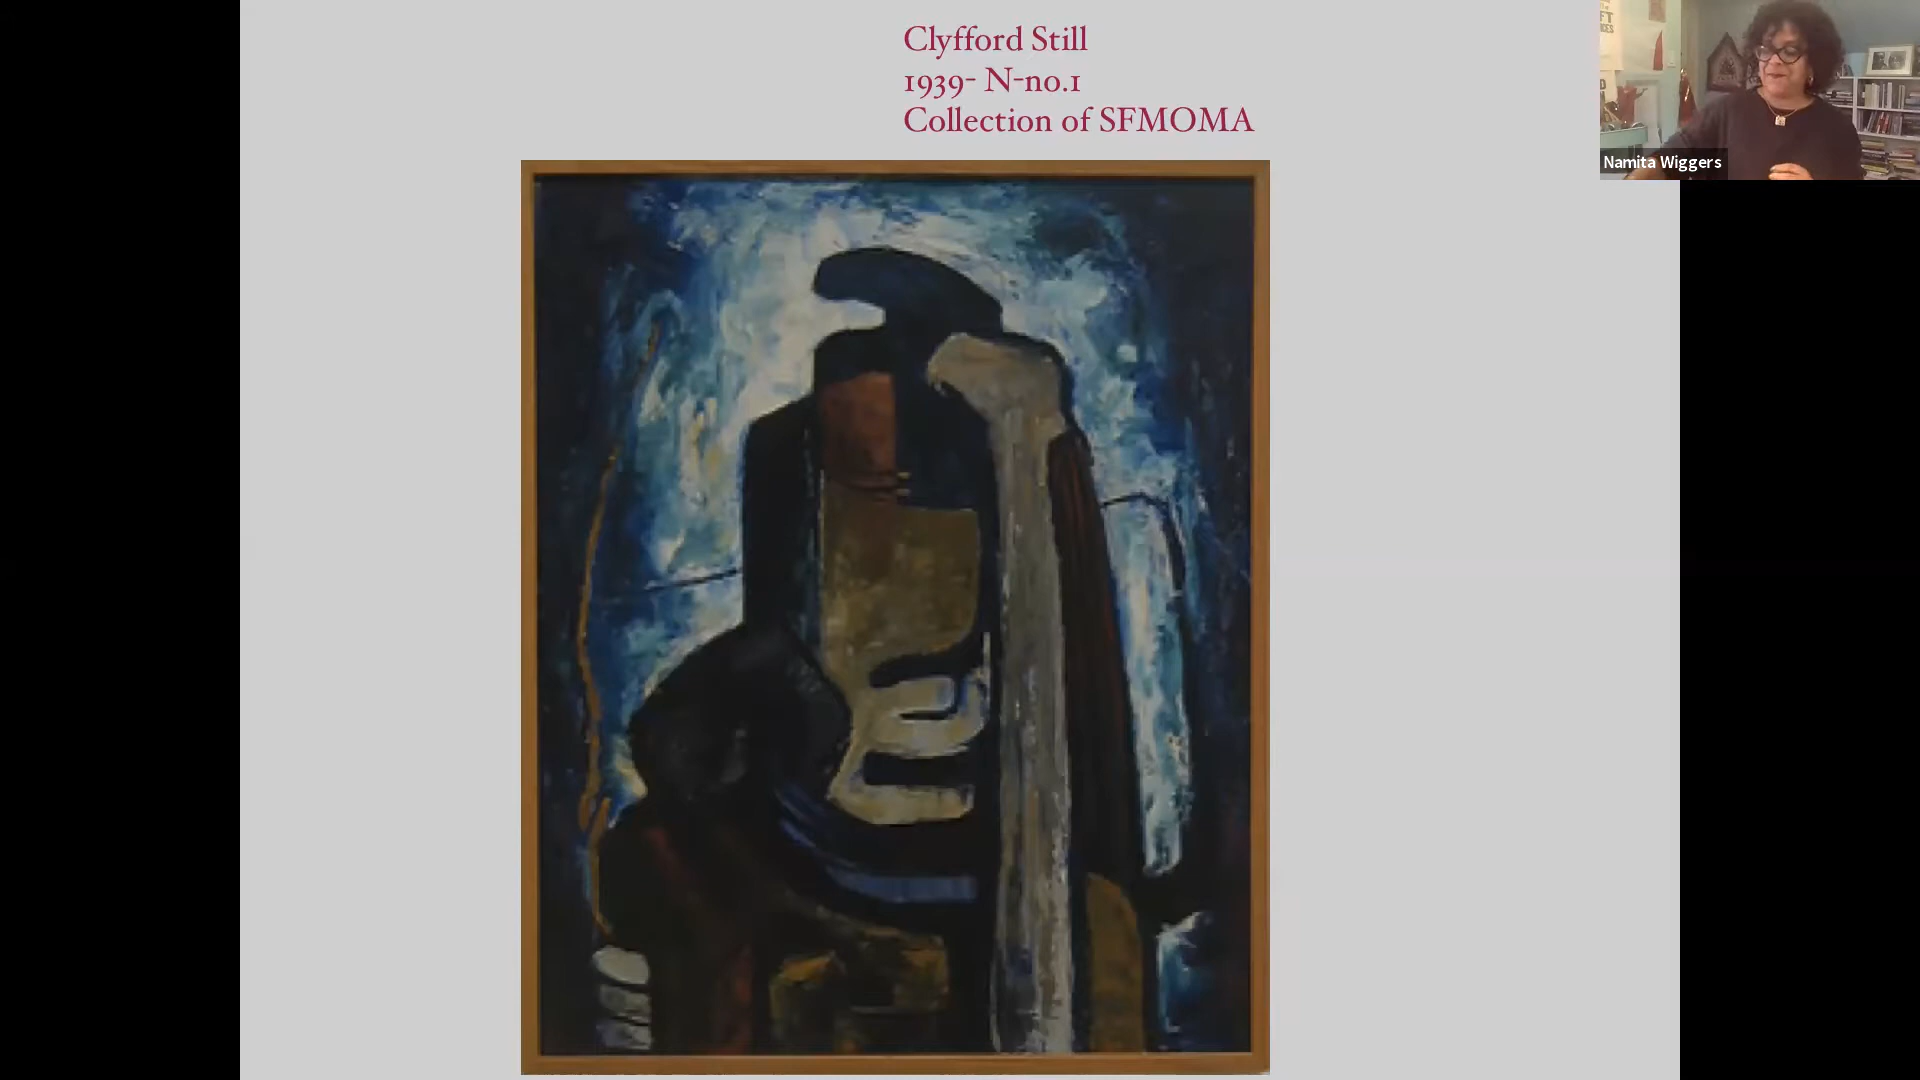 Clyfford Still
1939- N-no.1
Collection of SFMOMA
Namita Wiggers